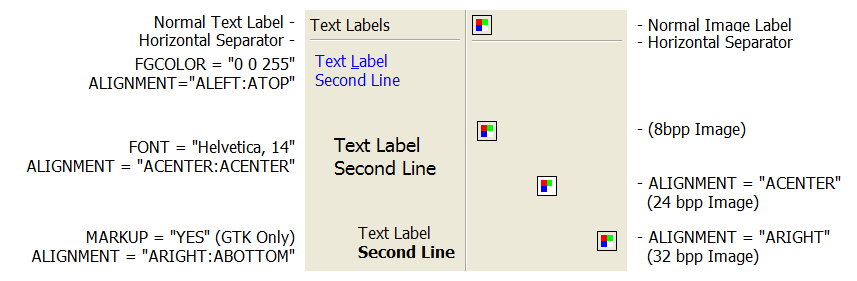 Normal Text Label -
Horizontal Separator -
FGCOLOR = "0 0 255"
ALIGNMENT="ALEFT:ATOP"
FONT = "Helvetica, 14"
ALIGNMENT = "ACENTER:ACENTER"
MARKUP = "YES" (GTK Only)
ALIGNMENT = "ARIGHT:ABOTTOM"
Text Labels
Text Label
Second Line
Text Label
Second Line
Text Label
Second Line
- Normal Image Label
- Horizontal Separator
- (8bpp Image)
- ALIGNMENT = "ACENTER"
(24 bpp Image)
- ALIGNMENT = "ARIGHT"
(32 bpp Image)